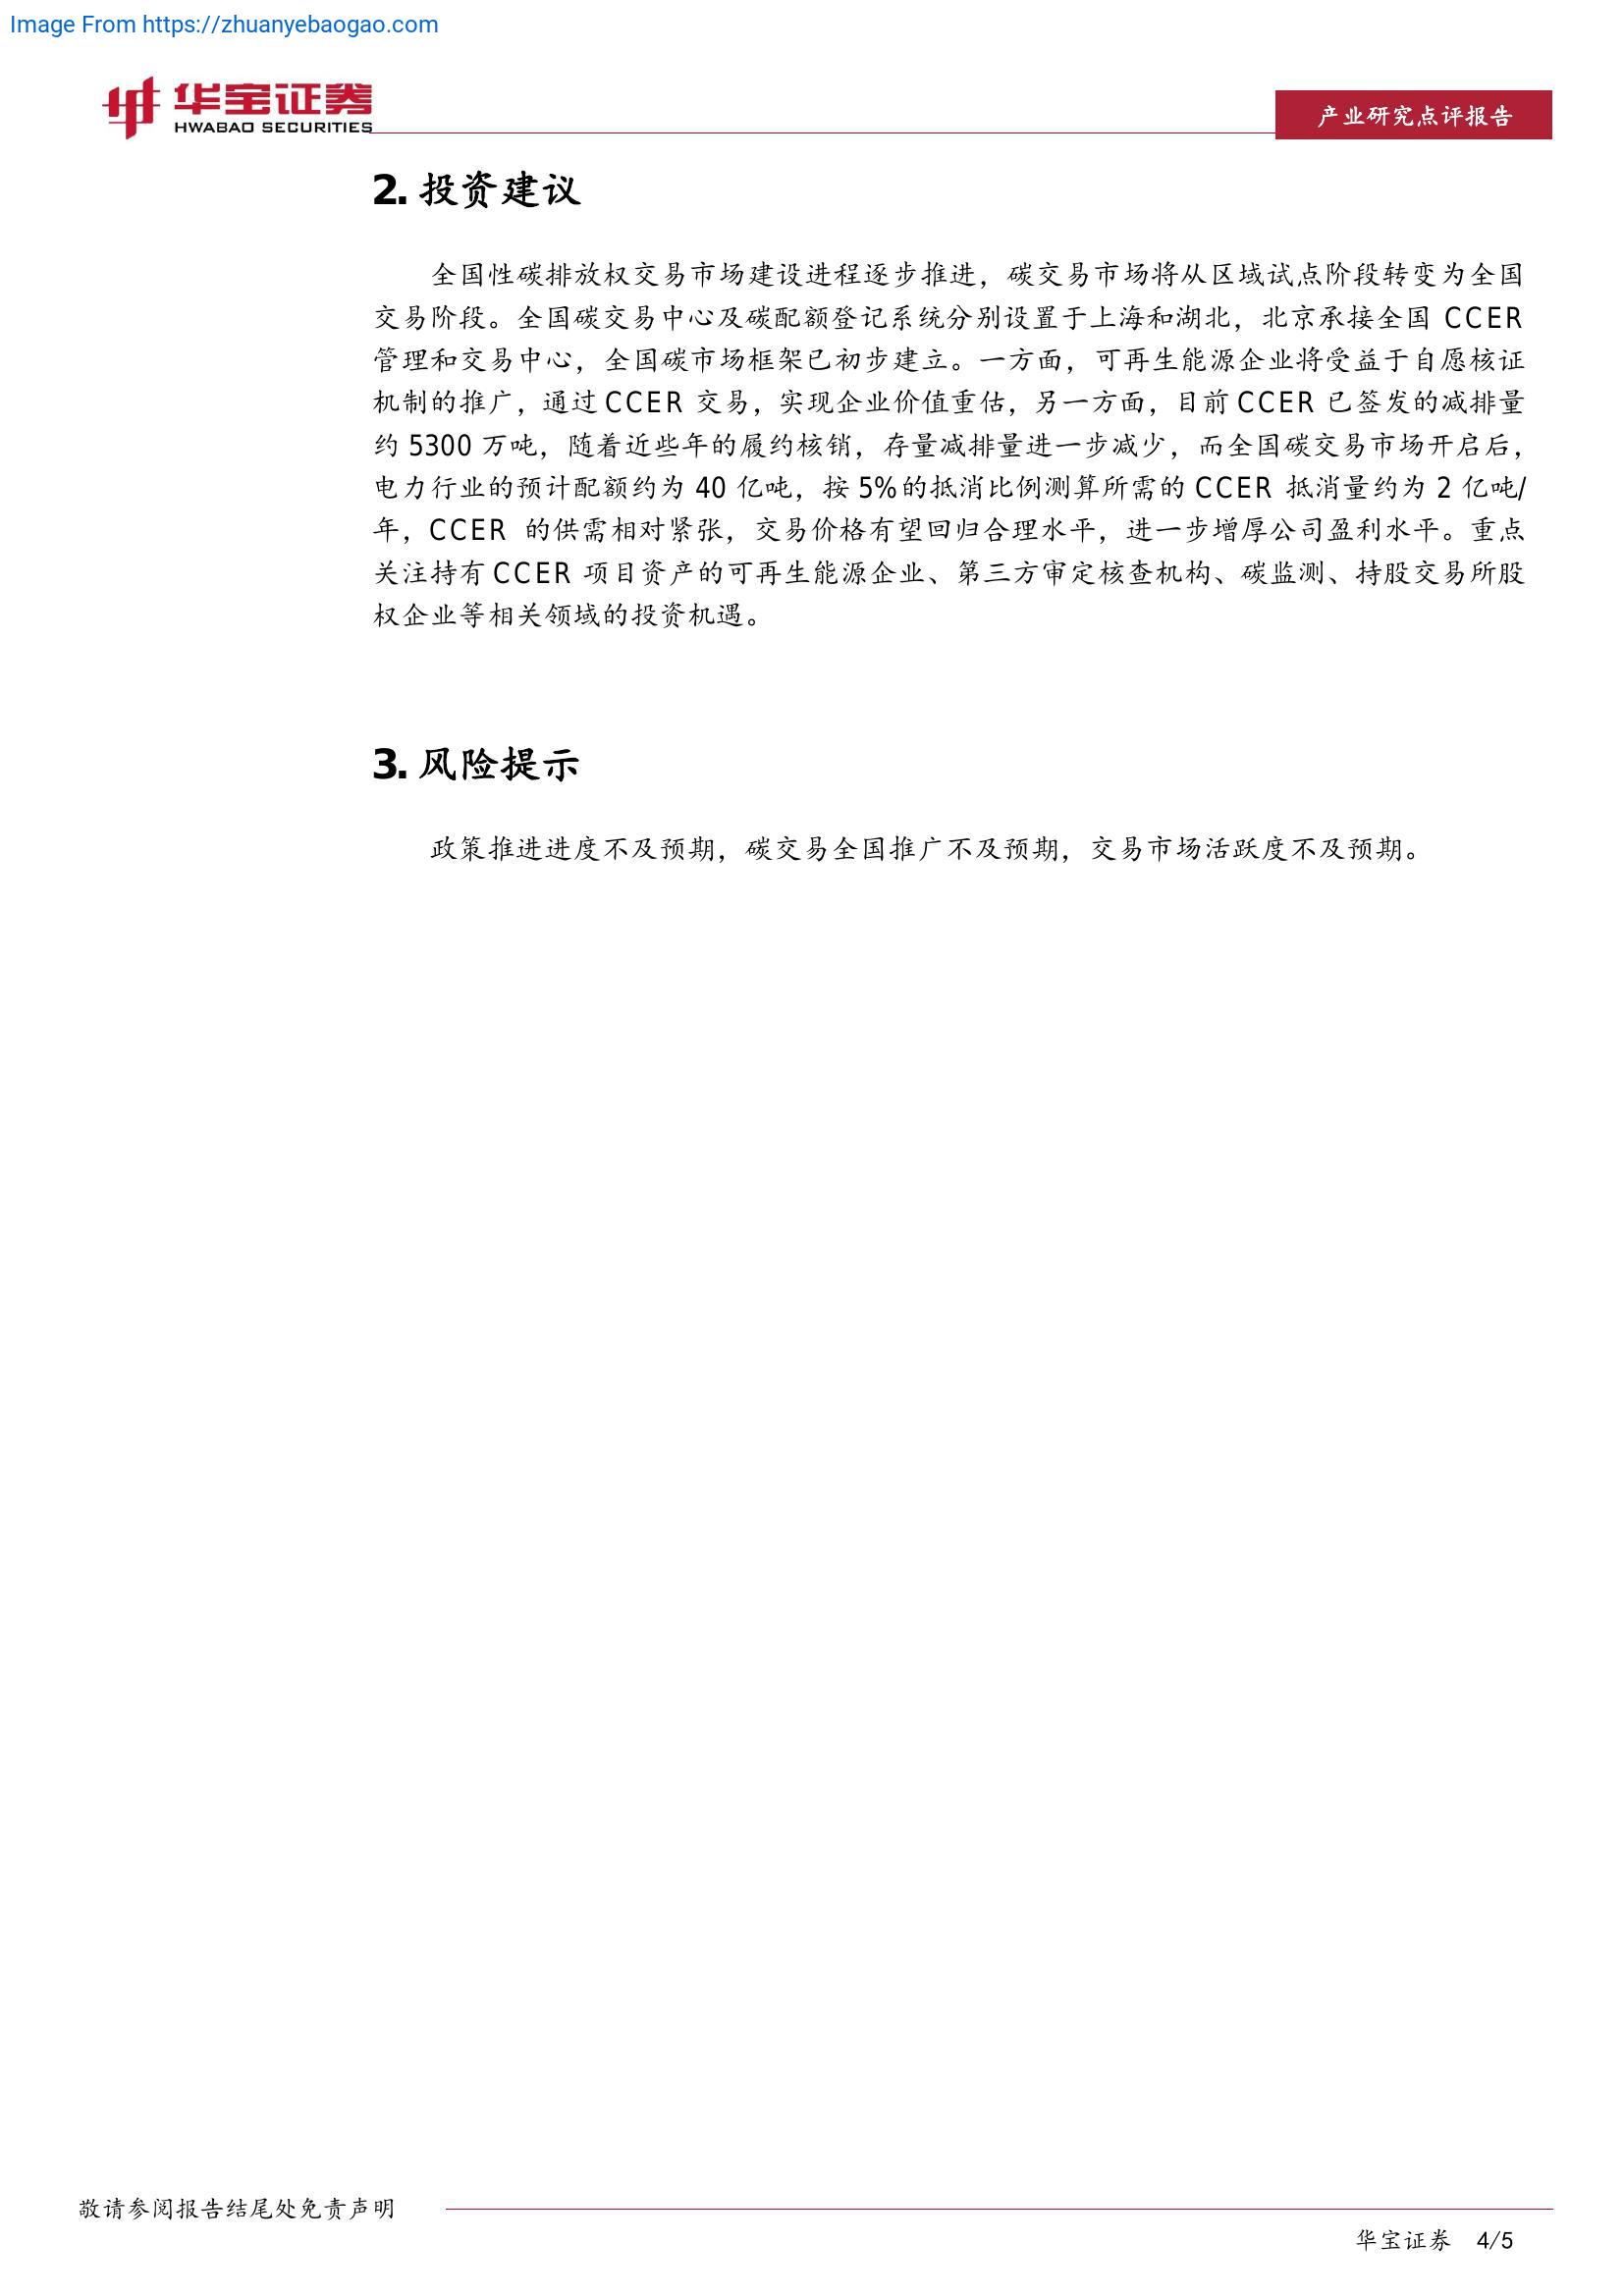 Image From https://zhuanyebaogao.com
华宝证券
HWABAO SECURITIES
产业研究点评报告
2. 投资建议
全国性碳排放权交易市场建设进程逐步推进，碳交易市场将从区域试点阶段转变为全国
交易阶段。全国碳交易中心及碳配额登记系统分别设置于上海和湖北，北京承接全国 CCER
管理和交易中心，全国碳市场框架已初步建立。一方面，可再生能源企业将受益于自愿核证
机制的推广，通过 CCER 交易，实现企业价值重估，另一方面，目前 CCER 已签发的减排量
约 5300 万吨，随着近些年的履约核销，存量减排量进一步减少，而全国碳交易市场开启后，
电力行业的预计配额约为 40 亿吨，按 5%的抵消比例测算所需的 CCER 抵消量约为 2 亿吨/
年，CCER 的供需相对紧张，交易价格有望回归合理水平，进一步增厚公司盈利水平。重点
关注持有 CCER 项目资产的可再生能源企业、第三方审定核查机构、碳监测、持股交易所股
权企业等相关领域的投资机遇。
3. 风险提示
政策推进进度不及预期，碳交易全国推广不及预期，交易市场活跃度不及预期。
敬请参阅报告结尾处免责声明
华宝证券 4/5